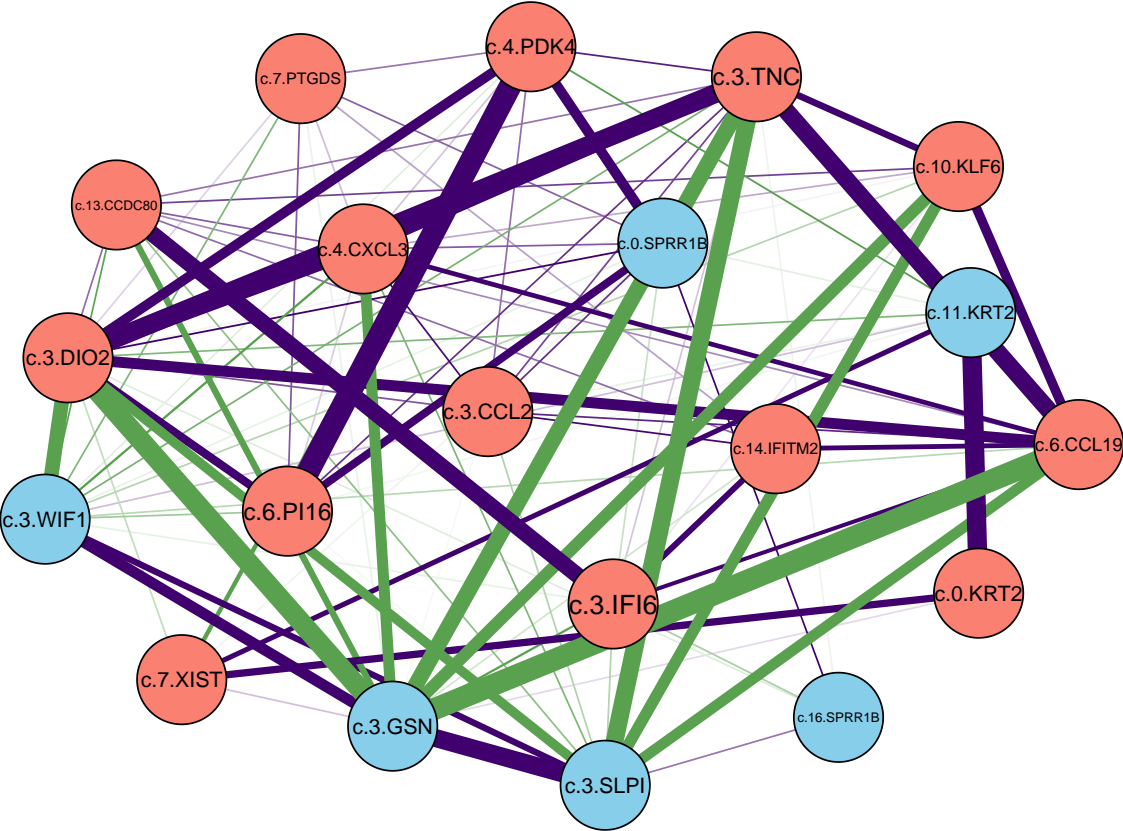 c.4.PDK4
c.7.PTGDS
c.3.TNC
c.10.KLF6
c.13.CCDC80
c.4.CXCL3
c.0.SPRR1B
c.11.KRT2
c.3.DIO2
c.3.CCL2
c.14.IFITM2
c.6.CCL19
c.3.WIF1
c.6.PI16
c.3.IFI6
c.0.KRT2
c.7.XIST
c.3.GSN
c.16.SPRR1B
c.3.SLPI